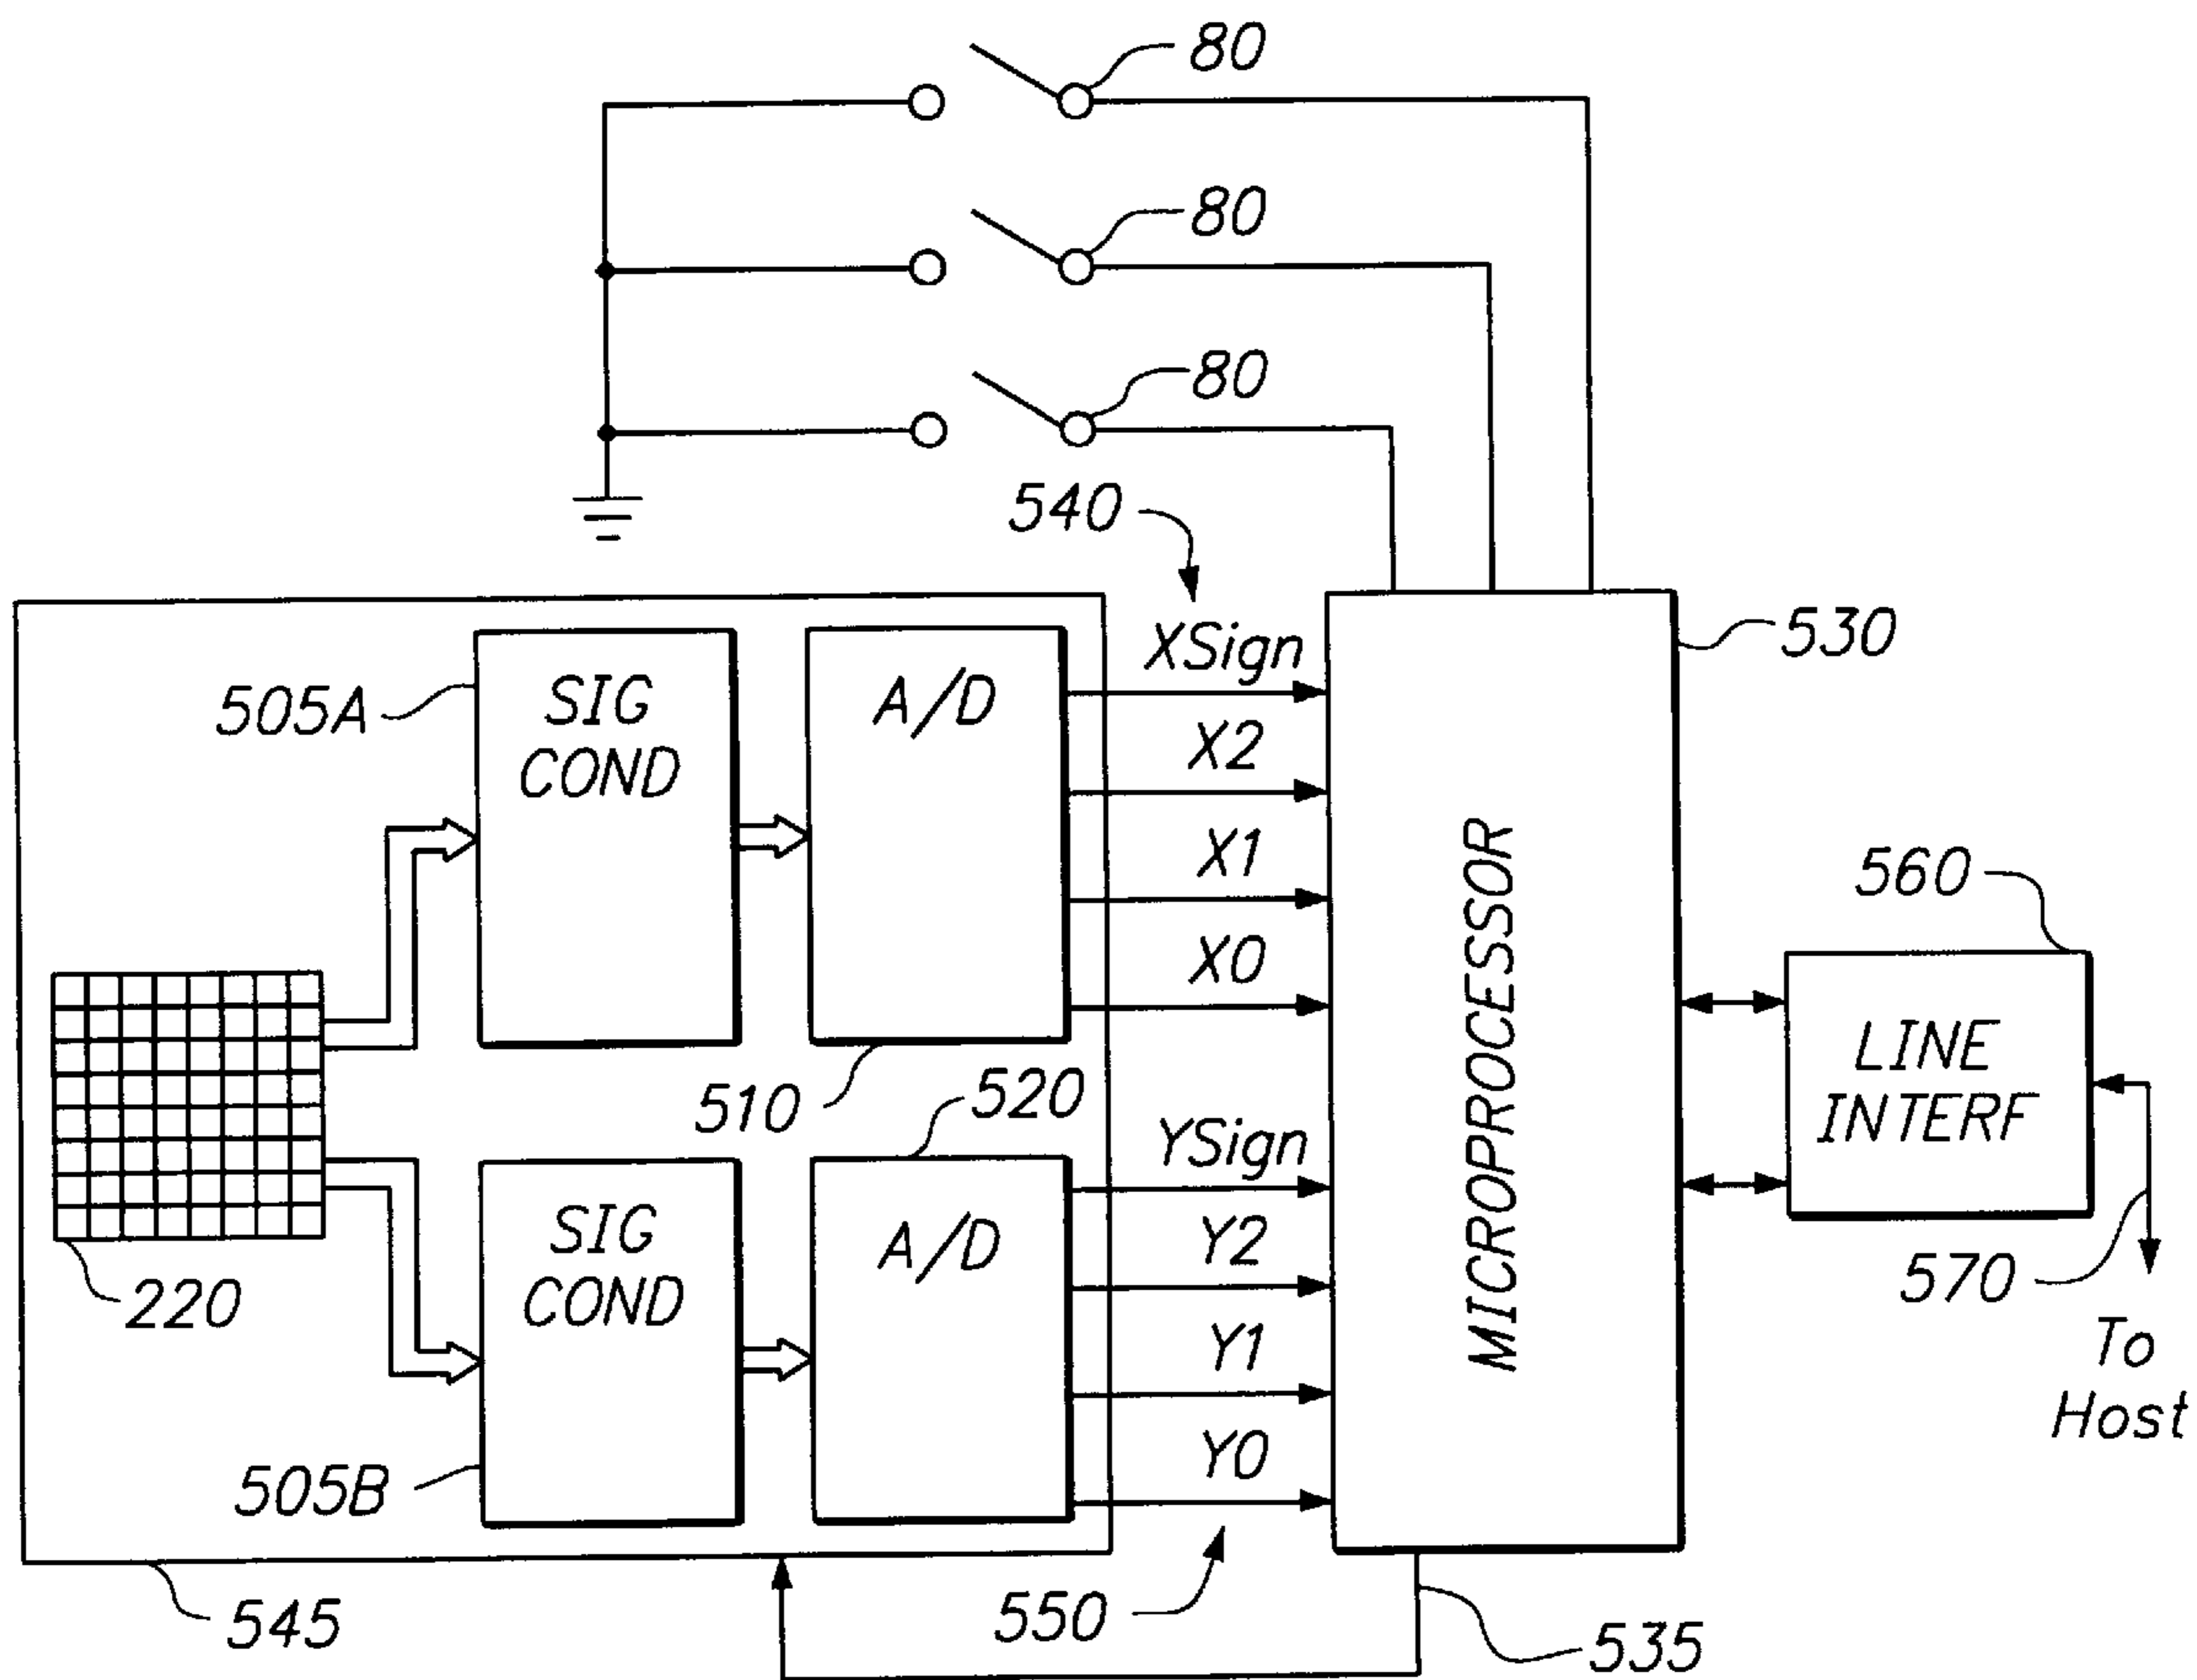 80
80
80
540
XSign
530
505A
SIG
COND
A/D
X2
X1
X0
560
LINE
INTERF
MICROPROCESSOR
510
520
YSign
220
SIG
COND
A/D
Y2
570
To
Host
Y1
Y0
505B
545
550
535